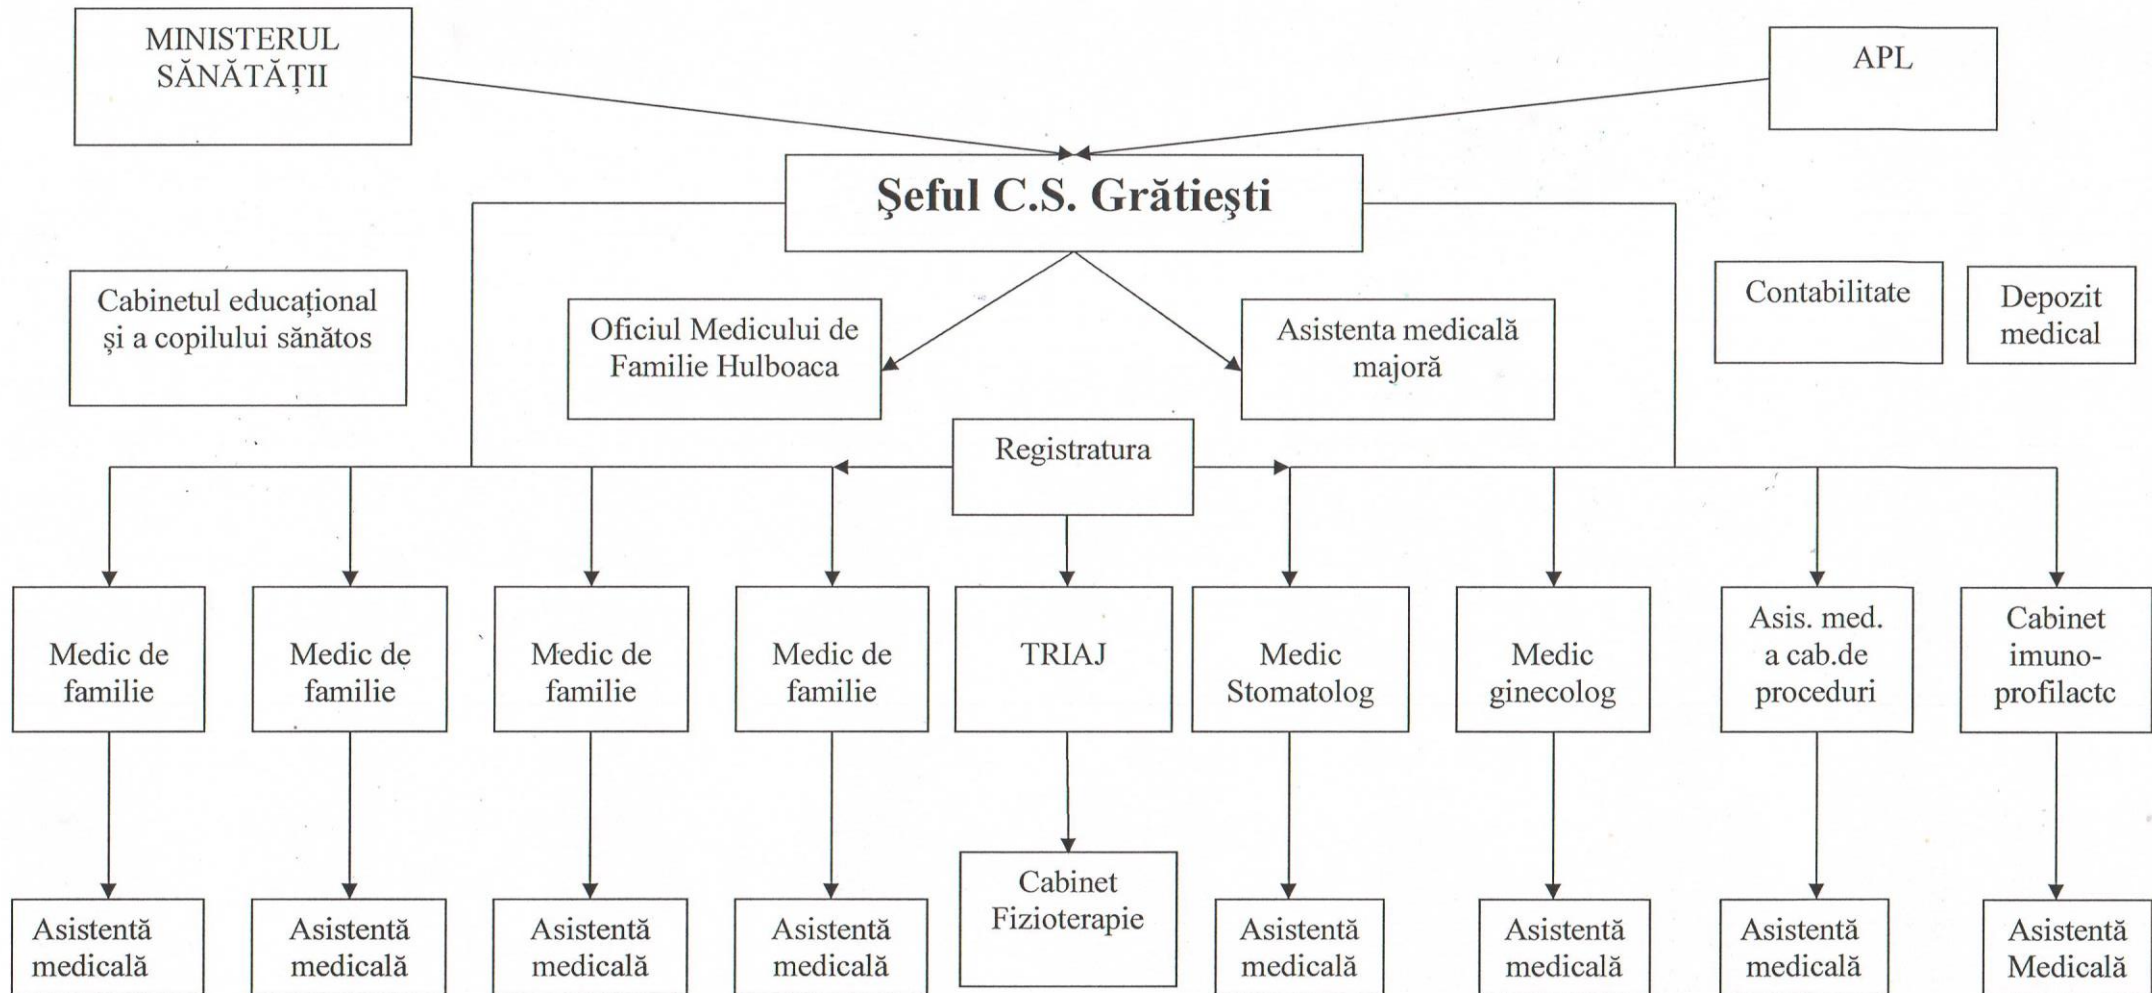 MINISTERUL
SĂNĂTĂȚII
APL
Şeful C.S. Grătieşti
Cabinetul educațional
și a copilului sănătos
Oficiul Medicului de
Familie Hulboaca
Asistenta medicală
majoră
Contabilitate
Depozit
medical
Registratura
Medic de
familie
Medic de
familie
Medic de
familie
Medic de
familie
TRIAJ
Medic
Stomatolog
Medic
ginecolog
Asis. med.
a cab.de
proceduri
Cabinet
imuno-
profilactc
Asistentă
medicală
Asistentă
medicală
Asistentă
medicală
Asistentă
medicală
Cabinet
Fizioterapie
Asistentă
medicală
Asistentă
medicală
Asistentă
medicală
Asistentă
Medicală